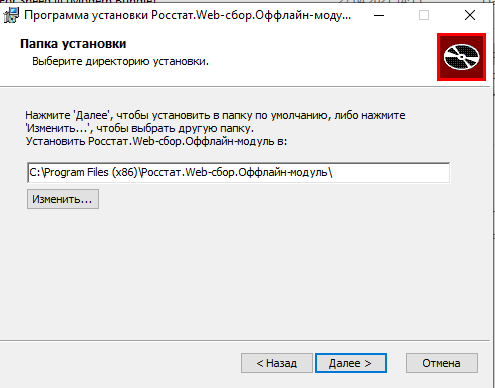 Программа установки Росстат.Web-сбор.Оффлайн-моду...
Папка установки
Выберите директорию установки.
Нажмите 'Далее', чтобы установить в папку по умолчанию, либо нажмите
'Изменить...', чтобы выбрать другую папку.
Установить Росстат.Web-сбор.Оффлайн-модуль в:
C:\Program Files (x86)\Росстат.Web-сбор.Оффлайн-модуль\
Изменить...
< Назад
Далее >
Отмена